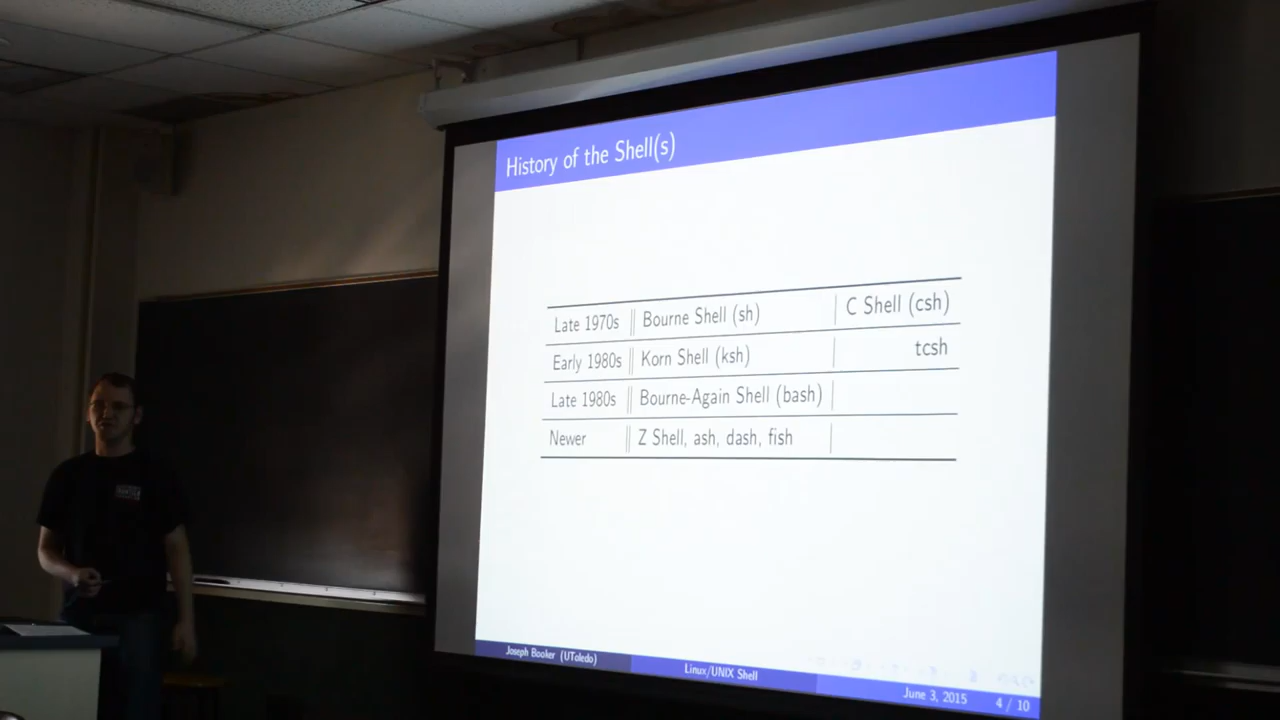 History of the Shell(s)
Late 1970s Bourne Shell (sh) C Shell (csh)
Early 1980s Korn Shell (ksh) tcsh
Late 1980s Bourne-Again Shell (bash)
Newer Z Shell, ash, dash, fish
Joseph Booker (UToledo) Linux/UNIX Shell June 3, 2015 4 / 10